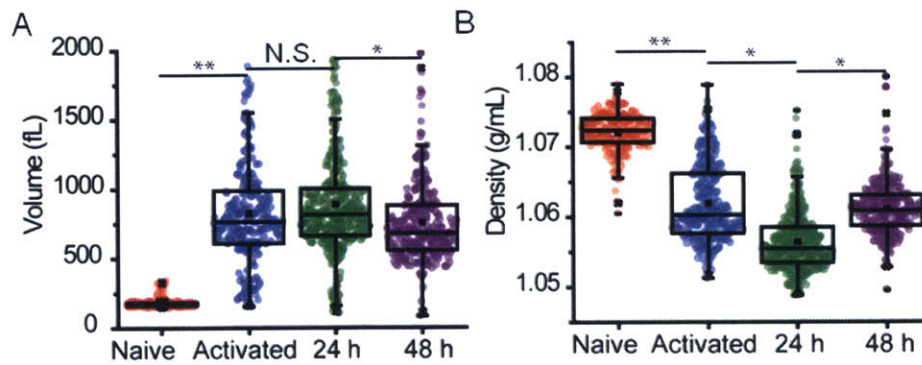 A
Volume (fL)
2000
1500
1000
500
0
** N.S. *
Naive Activated 24 h 48 h
B
Density (g/mL)
1.08
1.07
1.06
1.05
** * *
Naive Activated 24 h 48 h